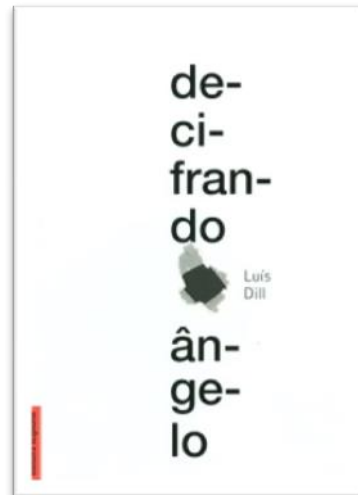 de-
ci-
fran-
do
Luís
Dill
ân-
ge-
lo